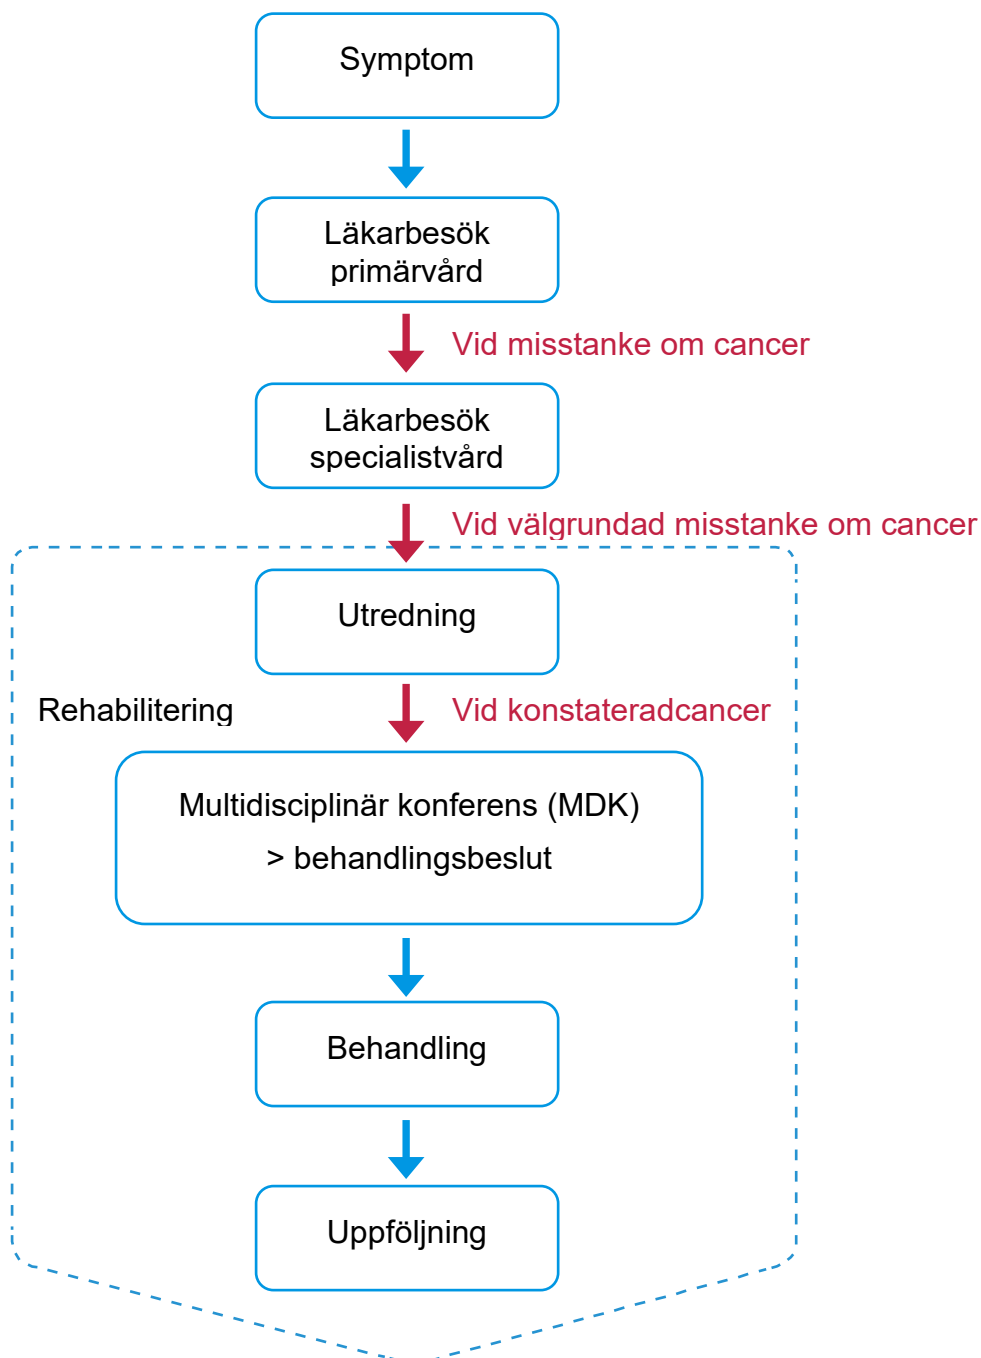 Symptom
Läkarbesök
primärvård
Vid misstanke om cancer
Läkarbesök
specialistvård
Vid välgrundad misstanke om cancer
Utredning
Rehabilitering
Vid konstateradcancer
Multidisciplinär konferens (MDK)
> behandlingsbeslut
Behandling
Uppföljning